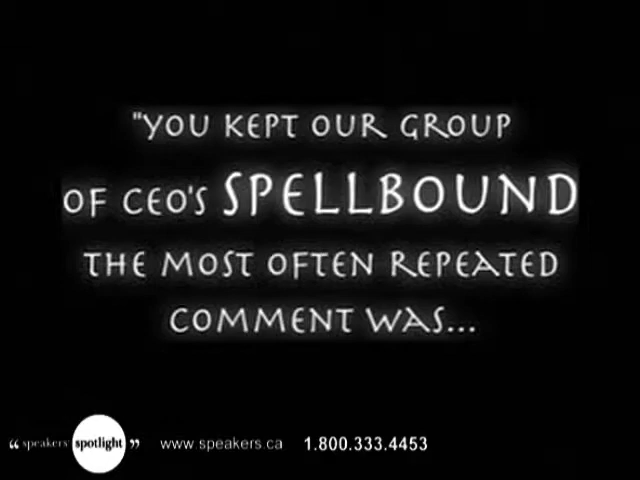 "YOU KEPT OUR GROUP
OF CEO'S SPELLBOUND
THE MOST OFTEN REPEATED
COMMENT WAS...
“ speakers' spotlight ” www.speakers.ca 1.800.333.4453